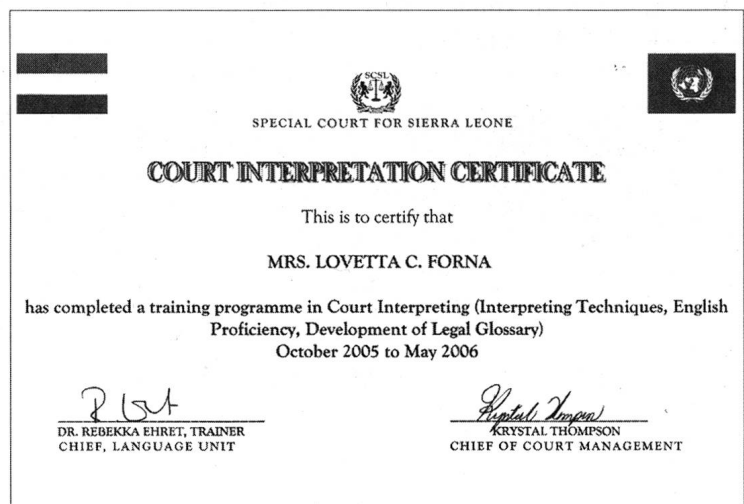 SCSL
SPECIAL COURT FOR SIERRA LEONE
COURT INTERPRETATION CERTIFICATE
This is to certify that
MRS. LOVETTA C. FORNA
has completed a training programme in Court Interpreting (Interpreting Techniques, English
Proficiency, Development of Legal Glossary)
October 2005 to May 2006
DR. REBEKKA EHRET, TRAINER
CHIEF, LANGUAGE UNIT
Krystal Thompson
KRYSTAL THOMPSON
CHIEF OF COURT MANAGEMENT